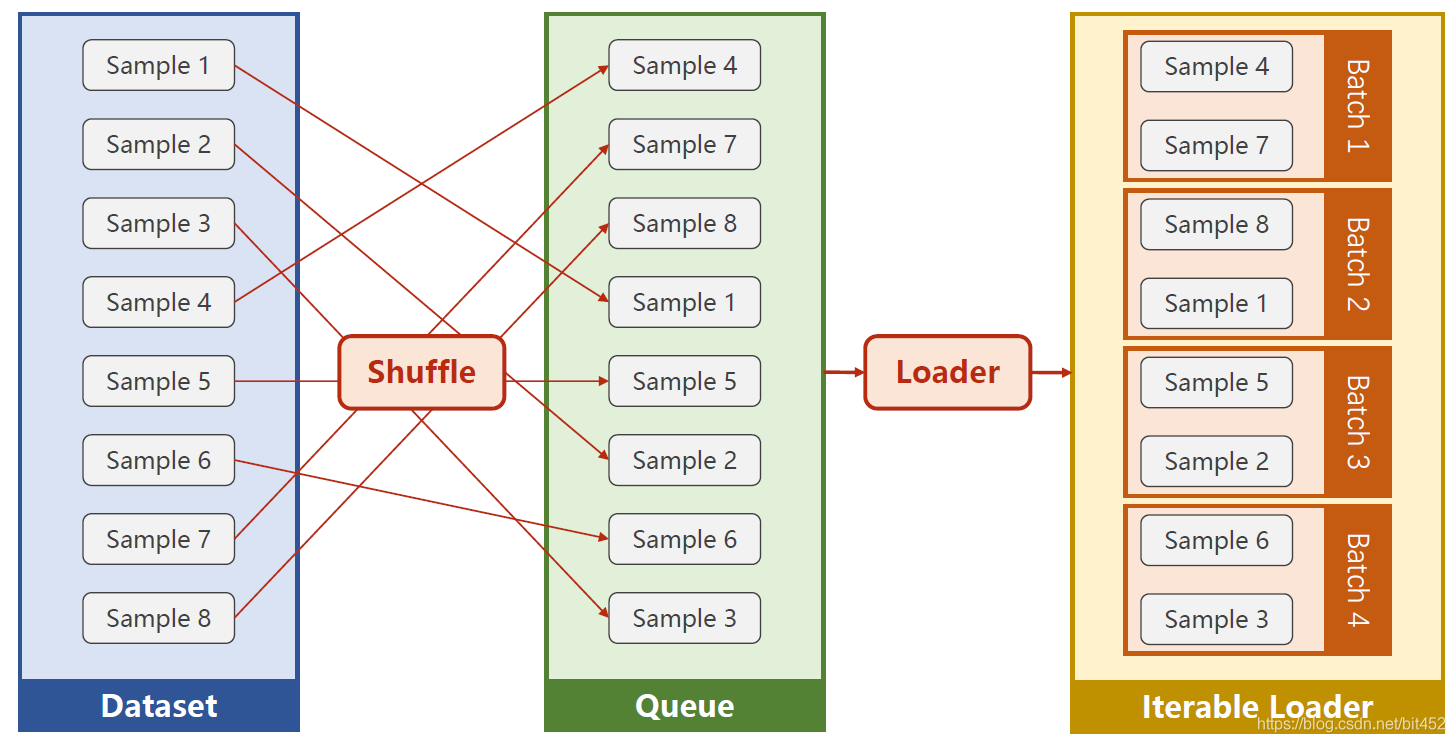 Sample 1
Sample 2
Sample 3
Sample 4
Sample 5
Sample 6
Sample 7
Sample 8
Dataset
Shuffle
Sample 4
Sample 7
Sample 8
Sample 1
Sample 5
Sample 2
Sample 6
Sample 3
Queue
Loader
Sample 4
Sample 7
Batch 1
Sample 8
Sample 1
Batch 2
Sample 5
Sample 2
Batch 3
Sample 6
Sample 3
Batch 4
Iterable Loader
https://blog.csdn.net/bit452